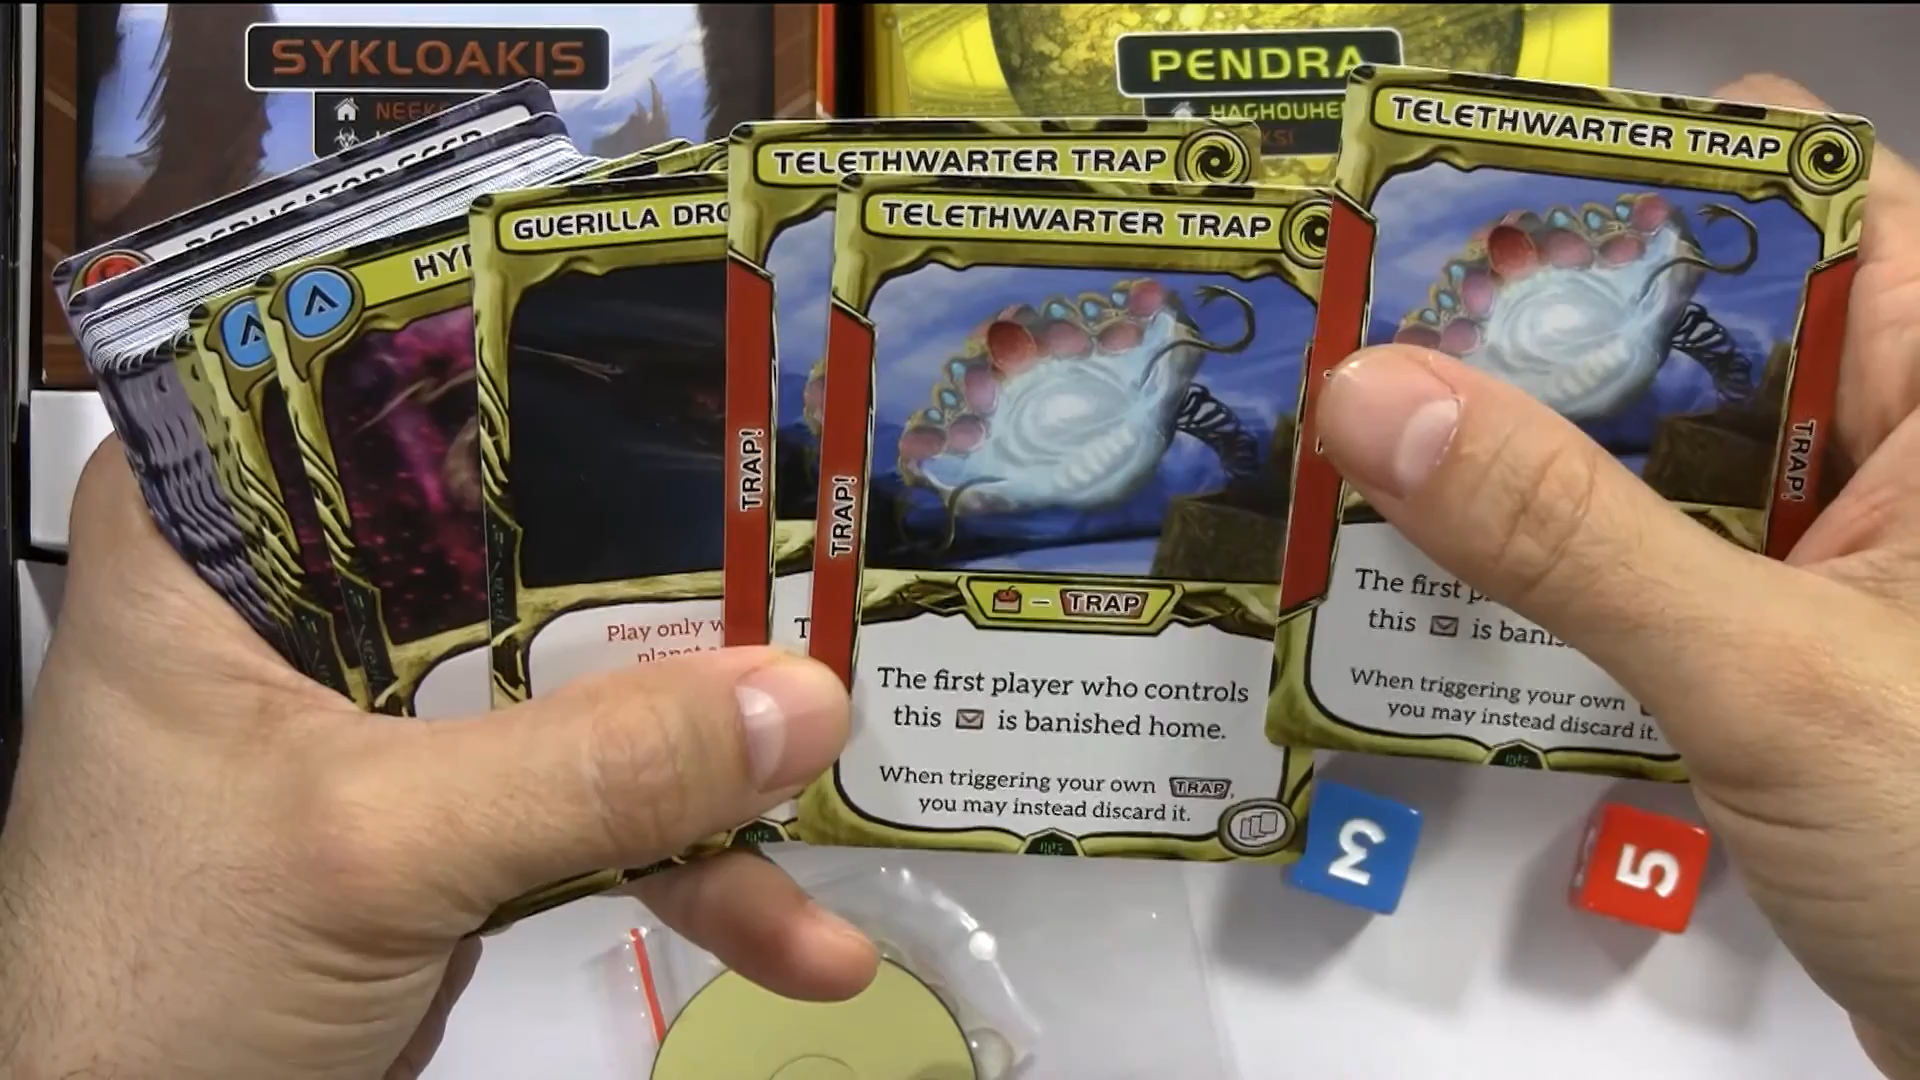 SYKLOAKIS
PENDRA
TELETHWARTER TRAP
TELETHWARTER TRAP
TELETHWARTER TRAP
GUERILLA
TRAP!
TRAP!
TRAP!
Play only
TRAP
The first player who controls
this is banished home.
When triggering your own TRAP,
you may instead discard it.
The first
this is
When triggering your own
you may instead discard it.
3
5